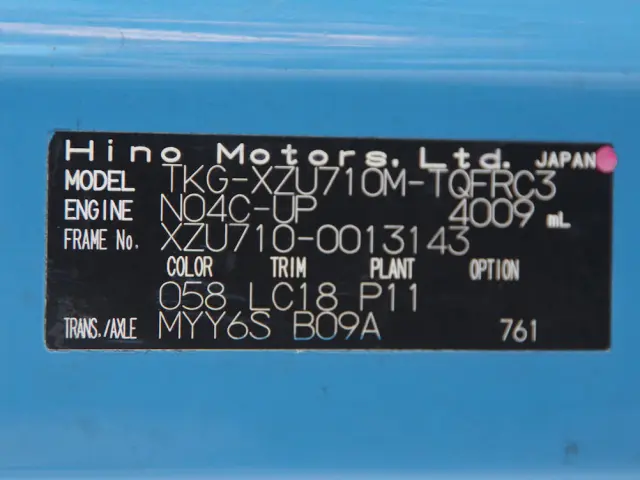 Hino Motors, Ltd. JAPAN
MODEL TKG-XZU710M-TQFRC3
ENGINE N04C-UP 4009 mL
FRAME No. XZU710-0013143
COLOR TRIM PLANT OPTION
058 LC18 P11
TRANS./AXLE MYY6S B09A 761